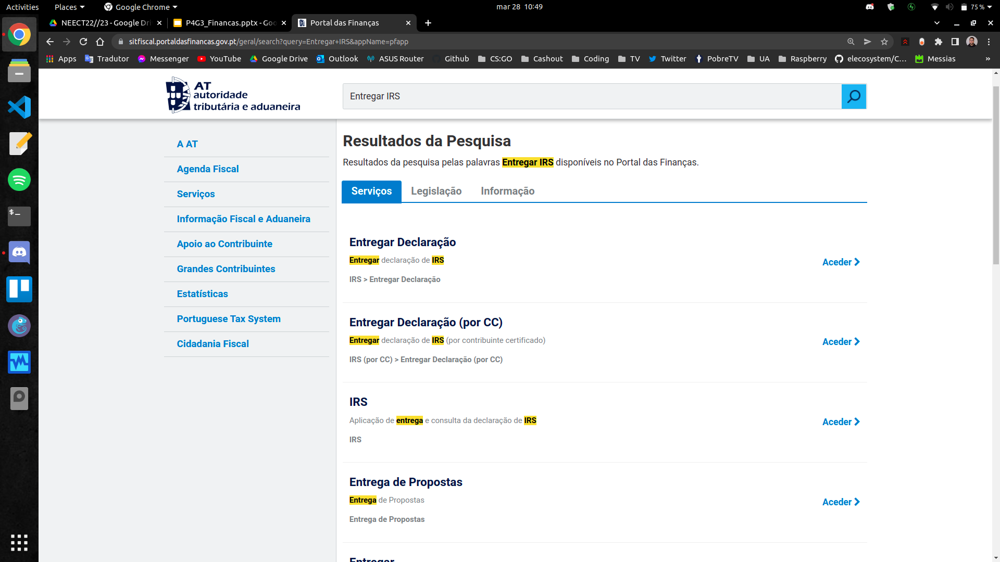 Activities
Places
Google Chrome
mar 28 10:49
75 %
NEECT22//23 - Google Dri
P4G3_Financas.pptx - Goo
Portal das Finanças
sitfiscal.portaldasfinancas.gov.pt/geral/search?query=Entregar+IRS&appName=pfapp
Apps
Tradutor
Messenger
YouTube
Google Drive
Outlook
ASUS Router
Github
CS:GO
Cashout
Coding
TV
Twitter
PobreTV
UA
Raspberry
elecosystem/C...
Messias
»
AT
autoridade
tributária e aduaneira
Entregar IRS
A AT
Agenda Fiscal
Serviços
Informação Fiscal e Aduaneira
Apoio ao Contribuinte
Grandes Contribuintes
Estatísticas
Portuguese Tax System
Cidadania Fiscal
Resultados da Pesquisa
Resultados da pesquisa pelas palavras Entregar IRS disponíveis no Portal das Finanças.
Serviços
Legislação
Informação
Entregar Declaração
Entregar declaração de IRS
IRS > Entregar Declaração
Aceder
Entregar Declaração (por CC)
Entregar declaração de IRS (por contribuinte certificado)
IRS (por CC) > Entregar Declaração (por CC)
Aceder
IRS
Aplicação de entrega e consulta da declaração de IRS
IRS
Aceder
Entrega de Propostas
Entrega de Propostas
Entrega de Propostas
Aceder
Entregar